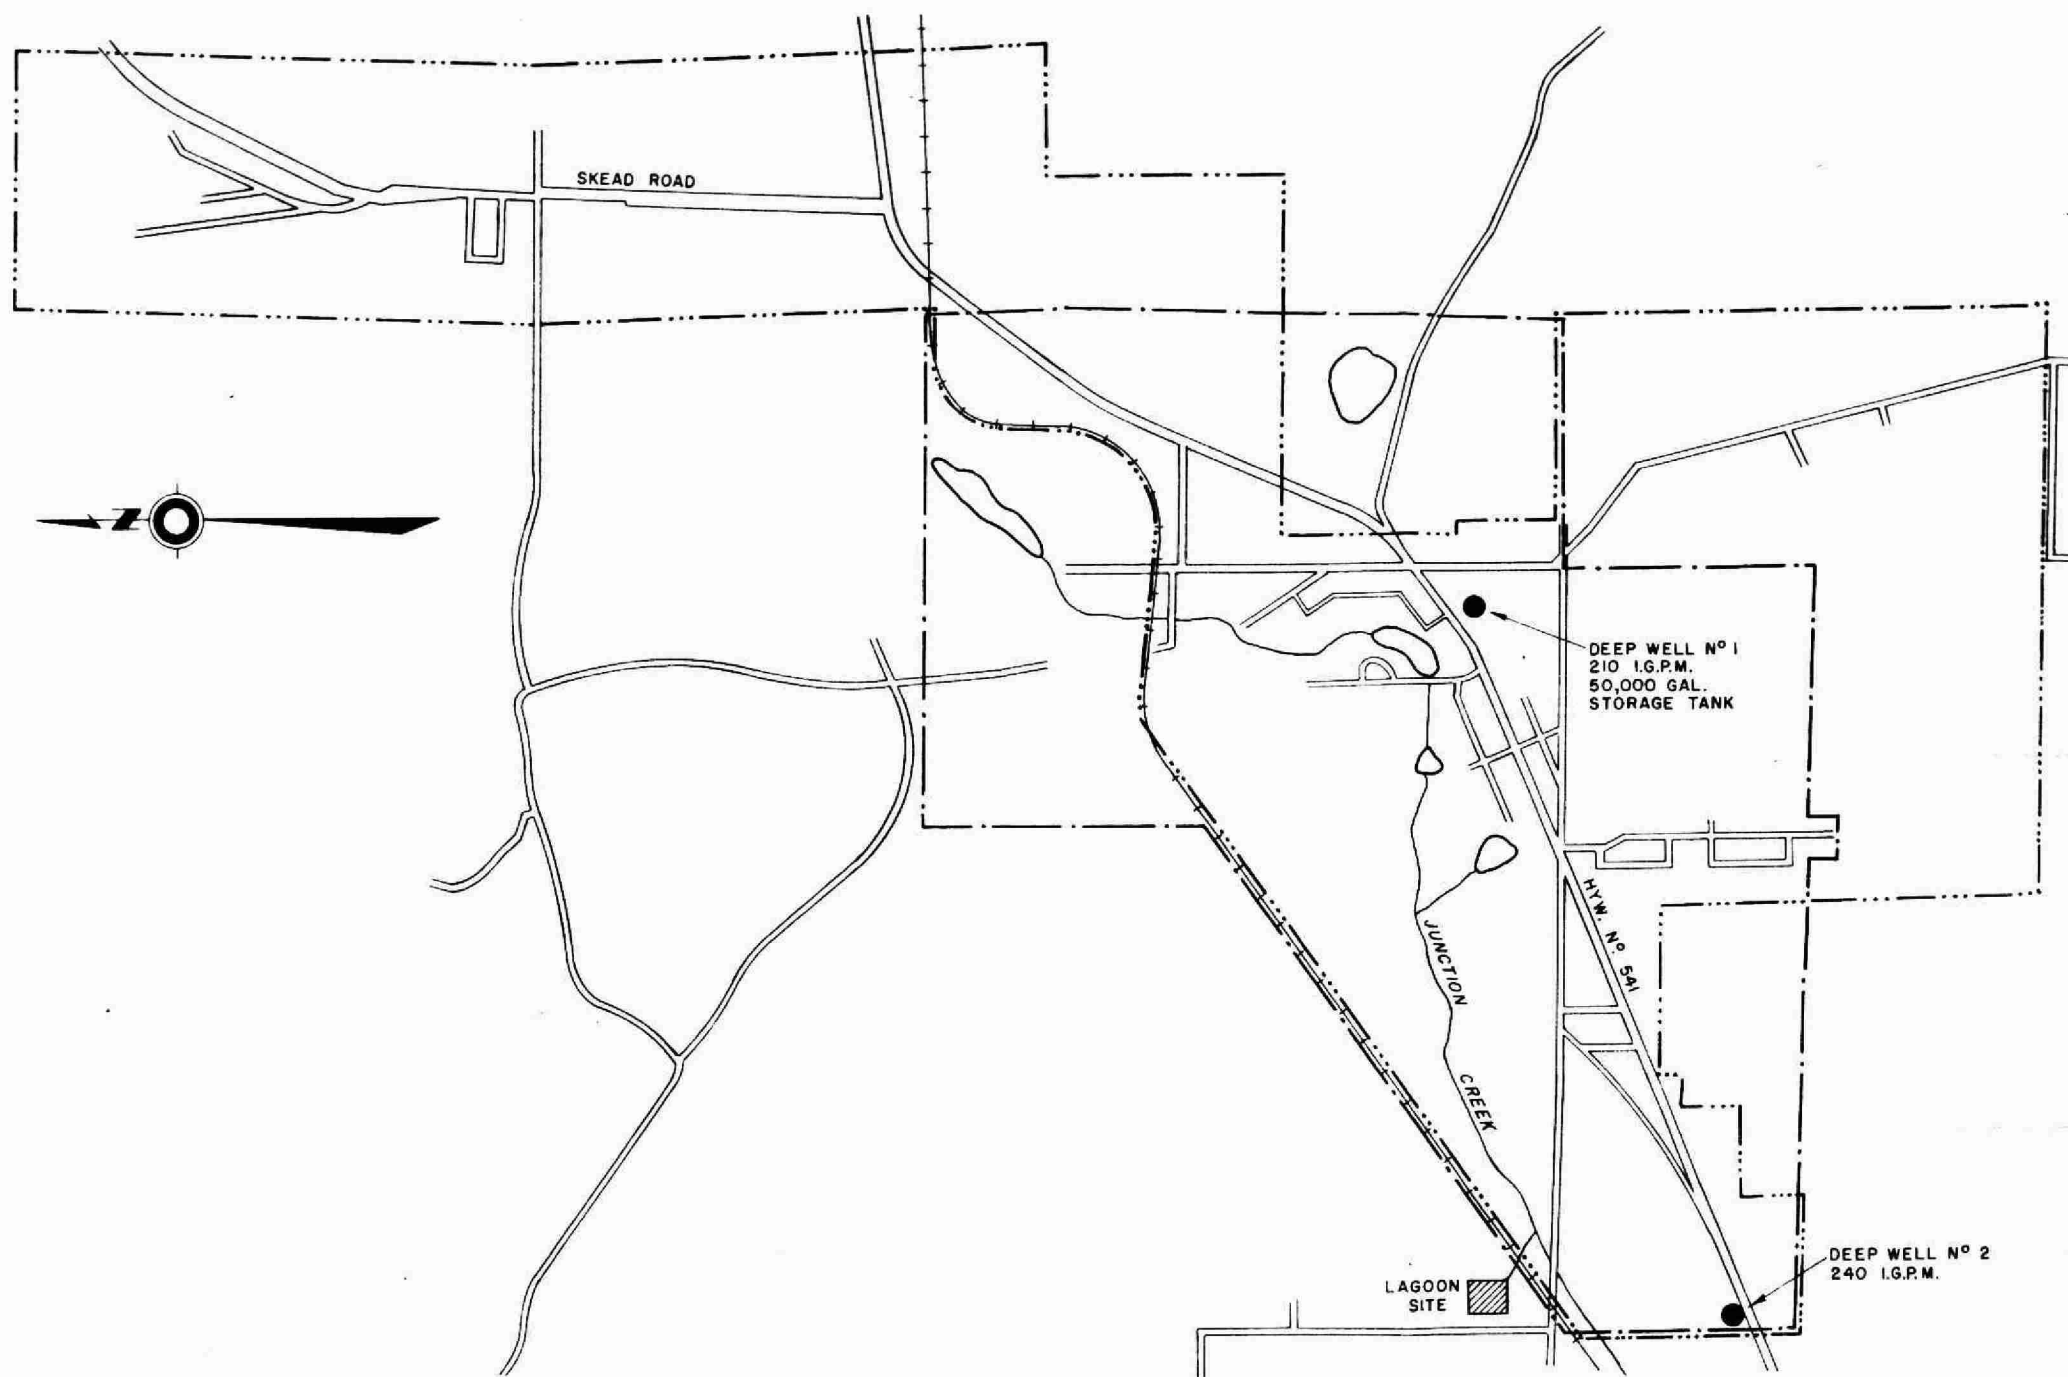 SKEAD ROAD
N
DEEP WELL Nº 1
210 I.G.P.M.
50,000 GAL.
STORAGE TANK
HYW. Nº 541
JUNCTION
CREEK
DEEP WELL Nº 2
240 I.G.P.M.
LAGOON
SITE